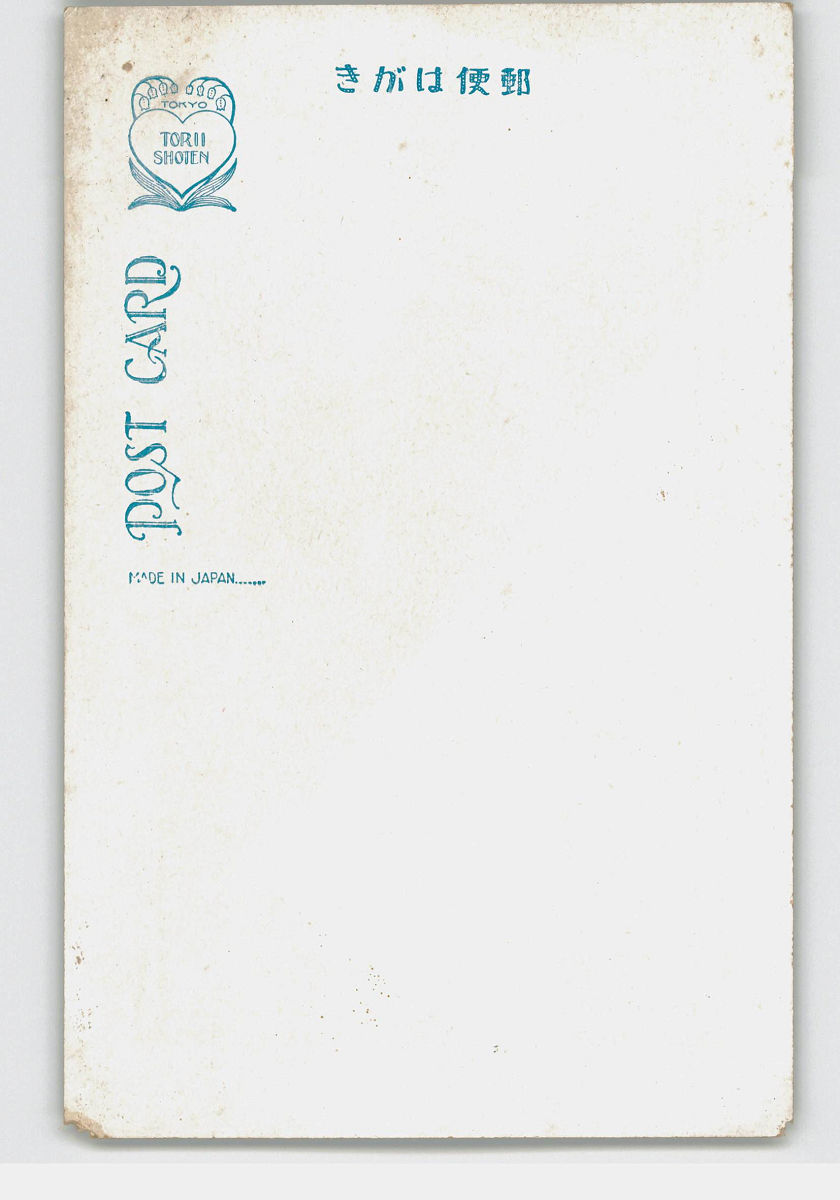 きがは便郵
TOKYO
TORII
SHOTEN
POST CARD
MADE IN JAPAN.......